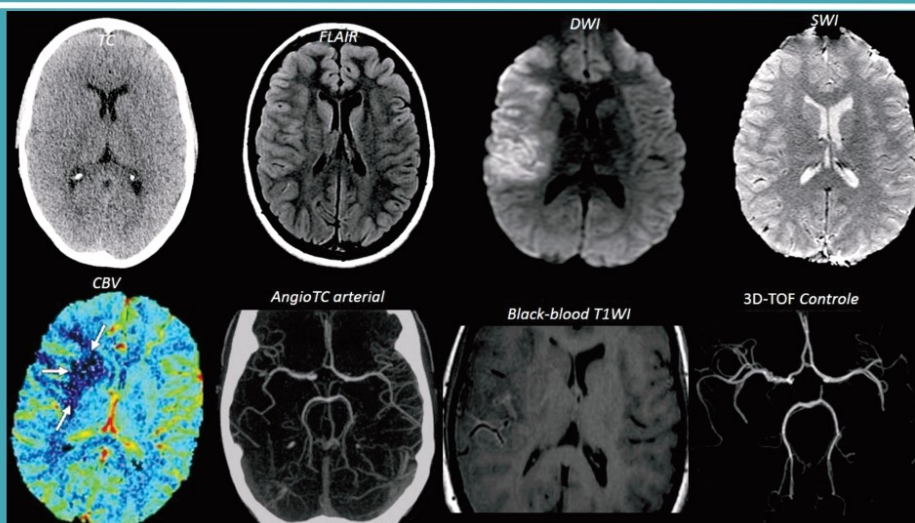 TC
FLAIR
DWI
SWI
CBV
AngioTC arterial
Black-blood T1WI
3D-TOF Controle